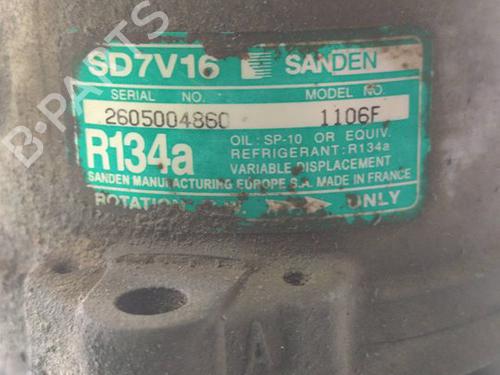 SD7V16 SANDEN
SERIAL NO. MODEL NO.
2605004860 1106F
R134a
OIL: SP-10 OR EQUIV.
REFRIGERANT: R134a
VARIABLE DISPLACEMENT
SANDEN MANUFACTURING EUROPE S.A. MADE IN FRANCE
ROTATION ONLY
A
B-PARTS